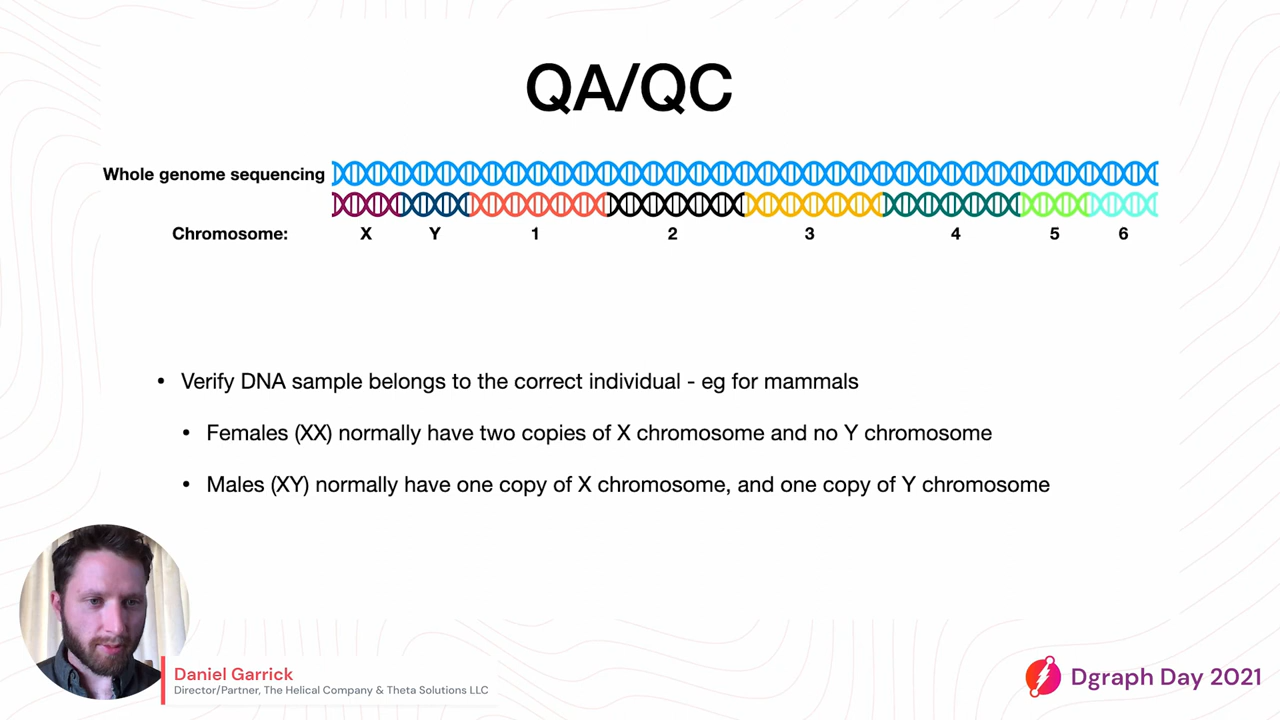 QA/QC
Whole genome sequencing
Chromosome: X Y 1 2 3 4 5 6
• Verify DNA sample belongs to the correct individual - eg for mammals
• Females (XX) normally have two copies of X chromosome and no Y chromosome
• Males (XY) normally have one copy of X chromosome, and one copy of Y chromosome
Daniel Garrick
Director/Partner, The Helical Company & Theta Solutions LLC
Dgraph Day 2021